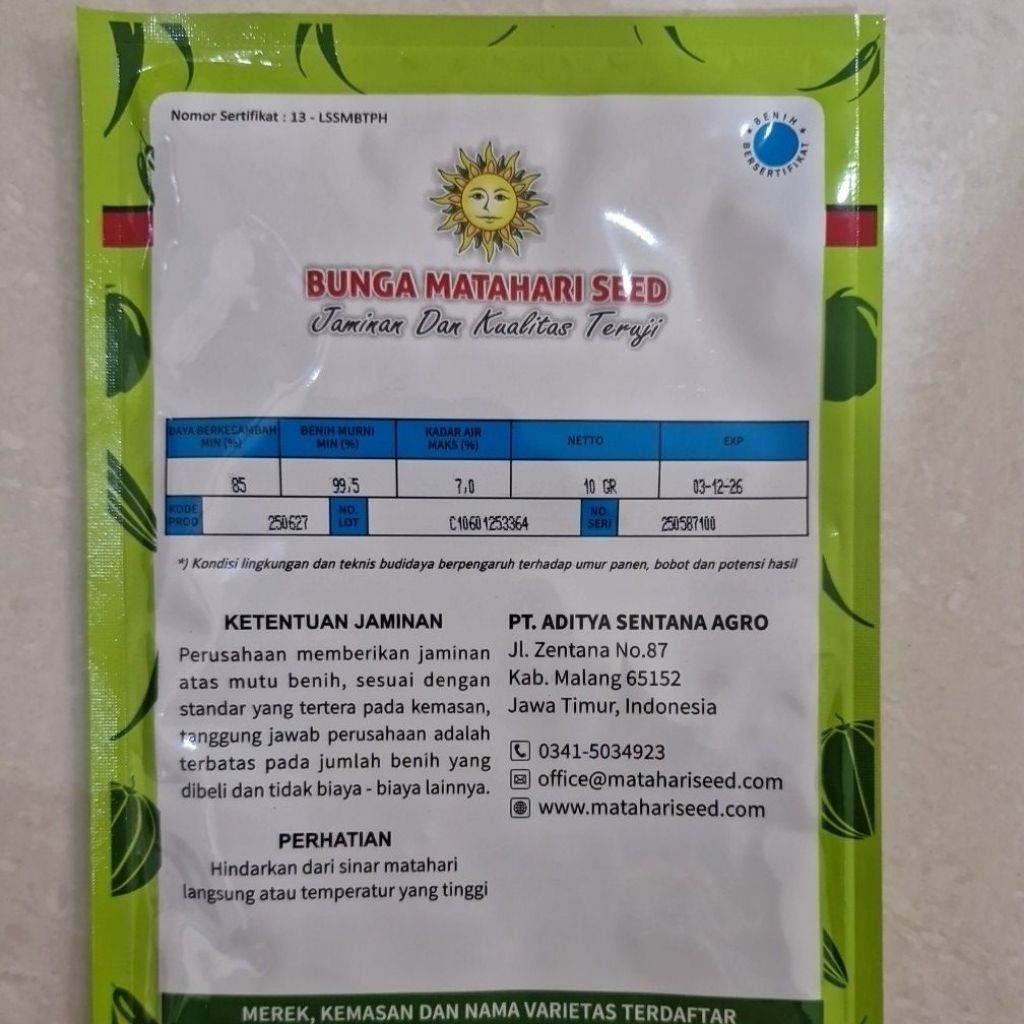 Nomor Sertifikat : 13 - LSSMBTPH
BENIH BERSERTIFIKAT
BUNGA MATAHARI SEED
Jaminan Dan Kualitas Teruji
DAYA BERKECAMBAH MIN (%) BENIH MURNI MIN (%) KADAR AIR MAKS (%) NETTO EXP
85 99,5 7,0 10 GR 03-12-26
KODE PROD 250627 NO. LOT C10601253364 NO. SERI 250587100
*) Kondisi lingkungan dan teknis budidaya berpengaruh terhadap umur panen, bobot dan potensi hasil
KETENTUAN JAMINAN
Perusahaan memberikan jaminan
atas mutu benih, sesuai dengan
standar yang tertera pada kemasan,
tanggung jawab perusahaan adalah
terbatas pada jumlah benih yang
dibeli dan tidak biaya - biaya lainnya.
PERHATIAN
Hindarkan dari sinar matahari
langsung atau temperatur yang tinggi
PT. ADITYA SENTANA AGRO
Jl. Zentana No.87
Kab. Malang 65152
Jawa Timur, Indonesia
0341-5034923
office@matahariseed.com
www.matahariseed.com
MEREK, KEMASAN DAN NAMA VARIETAS TERDAFTAR